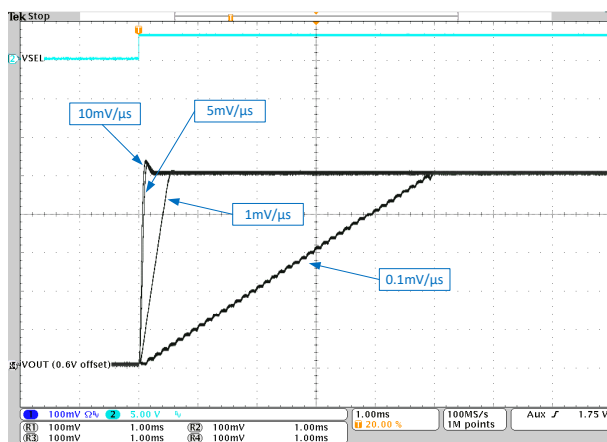 Tek Stop
T
2 VSEL
10mV/µs
5mV/µs
1mV/µs
0.1mV/µs
VOUT (0.6V offset)
1 100mV Ω 2 5.00 V
1.00ms
T 20.00 %
100MS/s
1M points
Aux 1.75 V
R1 100mV 1.00ms R2 100mV 1.00ms
R3 100mV 1.00ms R4 100mV 1.00ms